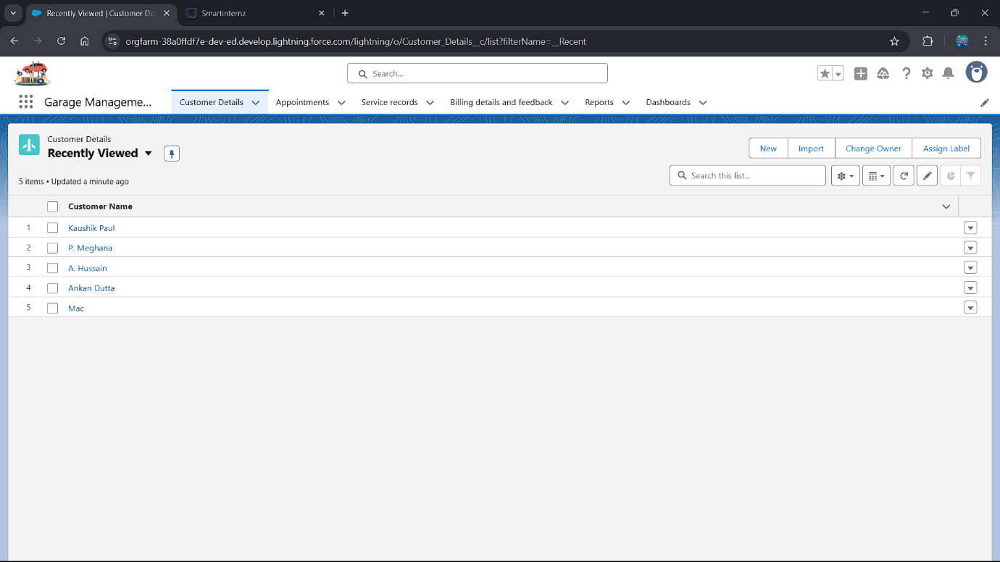 Recently Viewed | Customer De
Smartinternz
orgfarm-38a0ffdf7e-dev-ed.develop.lightning.force.com/lightning/o/Customer_Details__c/list?filterName=__Recent
Search...
Garage Manageme...
Customer Details
Appointments
Service records
Billing details and feedback
Reports
Dashboards
Customer Details
Recently Viewed
New
Import
Change Owner
Assign Label
5 items • Updated a minute ago
Search this list...
Customer Name
1 Kaushik Paul
2 P. Meghana
3 A. Hussain
4 Ankan Dutta
5 Mac